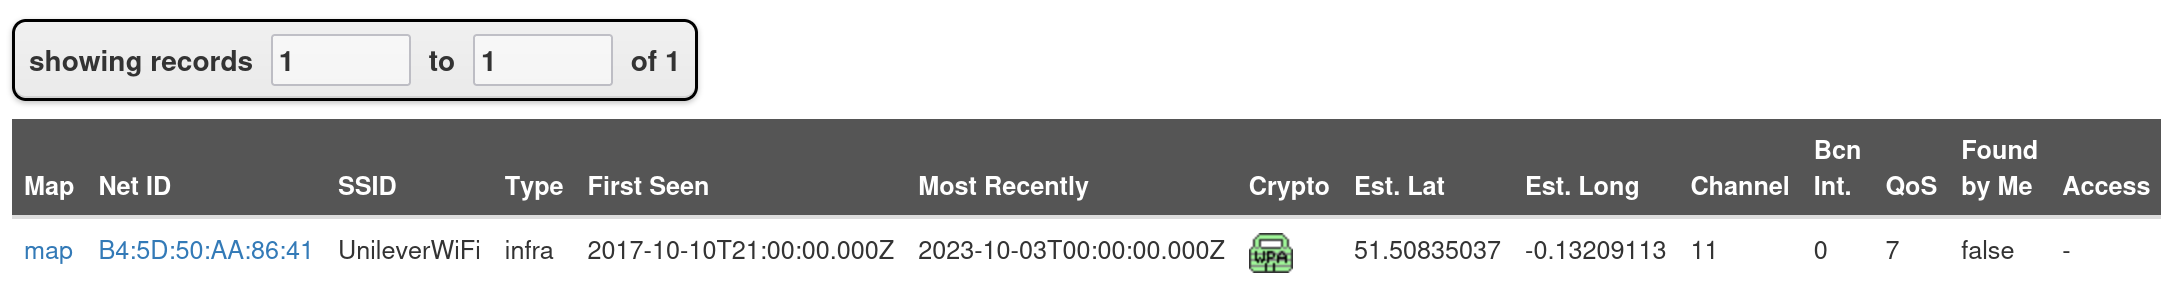 showing records 1 to 1 of 1
Map Net ID SSID Type First Seen Most Recently Crypto Est. Lat Est. Long Channel Bcn Int. QoS Found by Me Access
map B4:5D:50:AA:86:41 UnileverWiFi infra 2017-10-10T21:00:00.000Z 2023-10-03T00:00:00.000Z WPA II 51.50835037 -0.13209113 11 0 7 false -